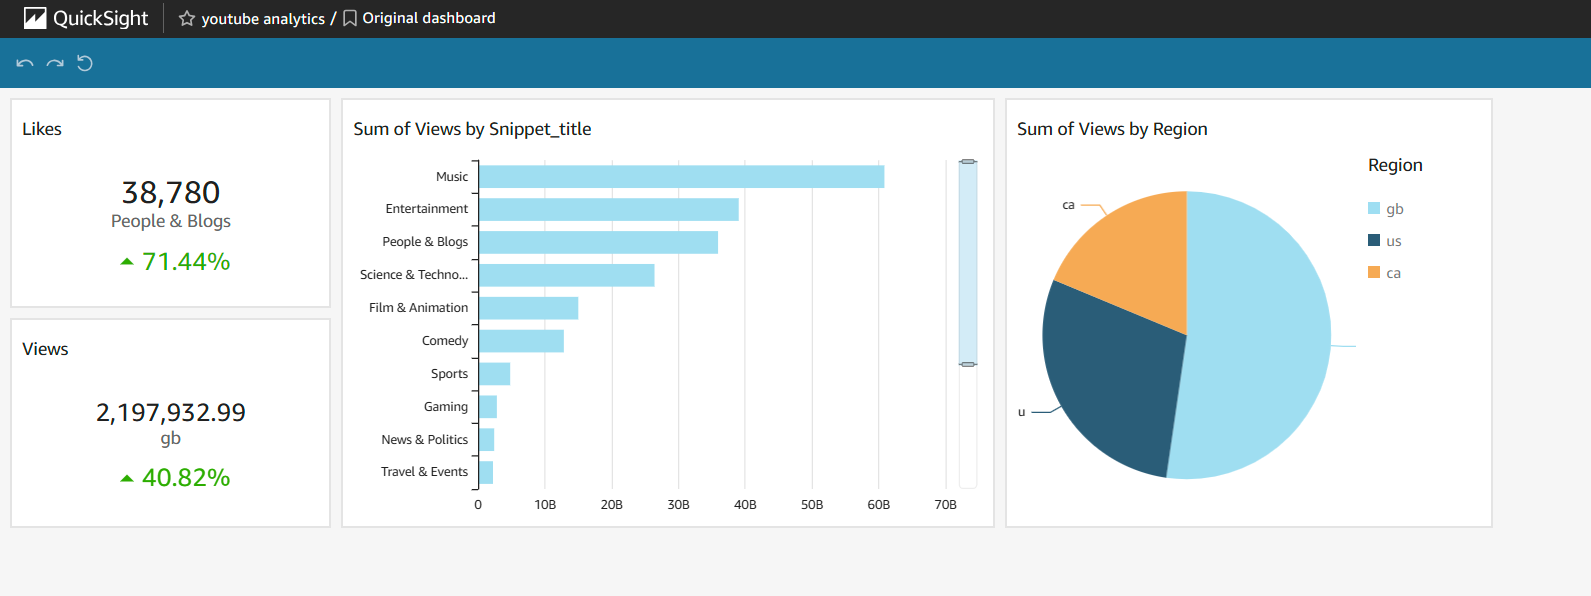 QuickSight youtube analytics / Original dashboard
Likes
38,780
People & Blogs
71.44%
Views
2,197,932.99
gb
40.82%
Sum of Views by Snippet_title
Music
Entertainment
People & Blogs
Science & Techno...
Film & Animation
Comedy
Sports
Gaming
News & Politics
Travel & Events
0 10B 20B 30B 40B 50B 60B 70B
Sum of Views by Region
ca
u
Region
gb
us
ca